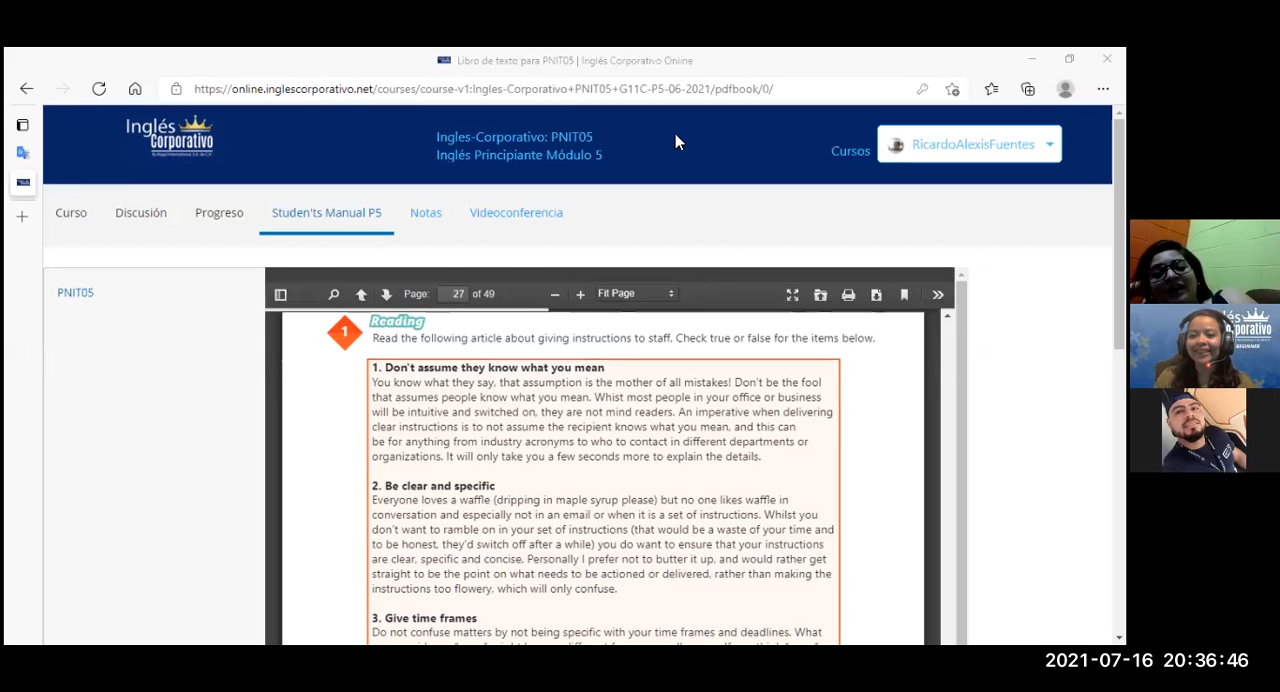 Libro de texto para PNIT05 | Inglés Corporativo Online
https://online.inglescorporativo.net/courses/course-v1:Ingles-Corporativo+PNIT05+G11C-P5-06-2021/pdfbook/0/
Inglés
Corporativo
Ingles-Corporativo: PNIT05
Inglés Principiante Módulo 5
Cursos
RicardoAlexisFuentes
Curso
Discusión
Progreso
Studen'ts Manual P5
Notas
Videoconferencia
PNIT05
Page:
27
of 49
Fit Page
1
Reading
Read the following article about giving instructions to staff. Check true or false for the items below.
1. Don't assume they know what you mean
You know what they say, that assumption is the mother of all mistakes! Don't be the fool
that assumes people know what you mean. Whist most people in your office or business
will be intuitive and switched on, they are not mind readers. An imperative when delivering
clear instructions is to not assume the recipient knows what you mean, and this can
be for anything from industry acronyms to who to contact in different departments or
organizations. It will only take you a few seconds more to explain the details.
2. Be clear and specific
Everyone loves a waffle (dripping in maple syrup please) but no one likes waffle in
conversation and especially not in an email or when it is a set of instructions. Whilst you
don't want to ramble on in your set of instructions (that would be a waste of your time and
to be honest, they'd switch off after a while) you do want to ensure that your instructions
are clear, specific and concise. Personally I prefer not to butter it up, and would rather get
straight to be the point on what needs to be actioned or delivered, rather than making the
instructions too flowery, which will only confuse.
3. Give time frames
Do not confuse matters by not being specific with your time frames and deadlines. What
2021-07-16 20:36:46